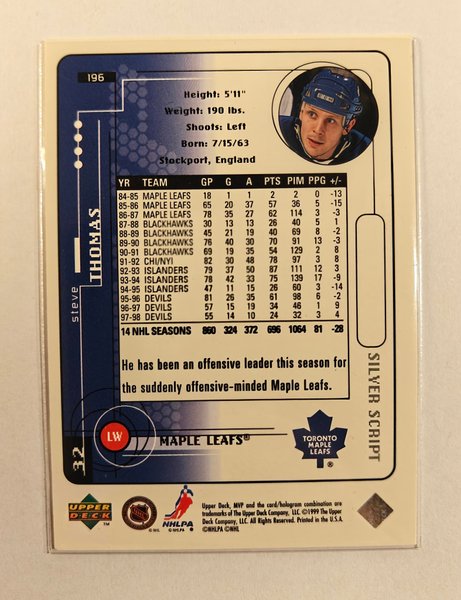 196
Height: 5'11"
Weight: 190 lbs.
Shoots: Left
Born: 7/15/63
Stockport, England
steve THOMAS
YR TEAM GP G A PTS PIM PPG +/-
84-85 MAPLE LEAFS 18 1 1 2 2 0 -13
85-86 MAPLE LEAFS 65 20 37 57 36 5 -15
86-87 MAPLE LEAFS 78 35 27 62 114 3 -3
87-88 BLACKHAWKS 30 13 13 26 40 5 1
88-89 BLACKHAWKS 45 21 19 40 69 8 -2
89-90 BLACKHAWKS 76 40 30 70 91 13 -3
90-91 BLACKHAWKS 69 19 35 54 129 2 8
91-92 CHI/NYI 82 30 48 78 97 3 8
92-93 ISLANDERS 79 37 50 87 111 12 3
93-94 ISLANDERS 78 42 33 75 139 17 -9
94-95 ISLANDERS 47 11 15 26 60 3 -14
95-96 DEVILS 81 26 35 61 98 6 -2
96-97 DEVILS 57 15 19 34 46 1 9
97-98 DEVILS 55 14 10 24 32 3 4
14 NHL SEASONS 860 324 372 696 1064 81 -28
He has been an offensive leader this season for
the suddenly offensive-minded Maple Leafs.
SILVER SCRIPT
32
LW
MAPLE LEAFS®
TORONTO
MAPLE
LEAFS
®
UPPER
DECK
™
NHL
© NHL
NHLPA
© NHLPA
Upper Deck, MVP and the card/hologram combination are
trademarks of The Upper Deck Company, LLC. ©1999 The Upper
Deck Company, LLC. All Rights Reserved. Printed in the U.S.A.
©NHLPA ©NHL